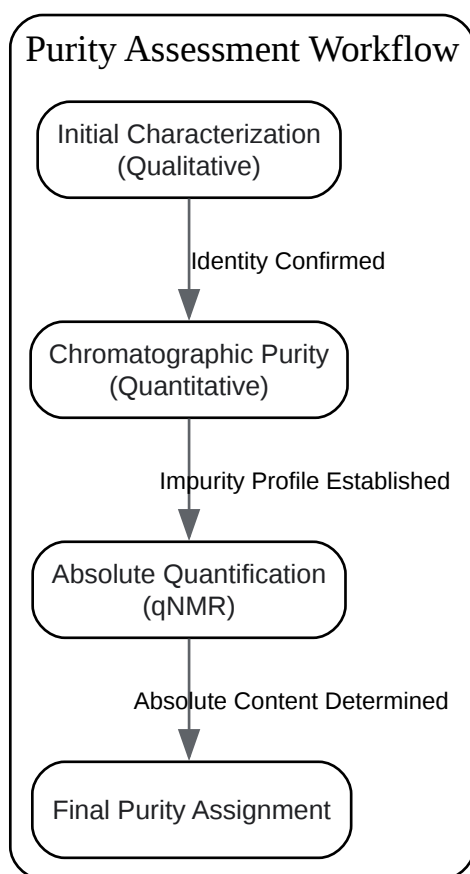 Purity Assessment Workflow
Initial Characterization
(Qualitative)
Identity Confirmed
Chromatographic Purity
(Quantitative)
Impurity Profile Established
Absolute Quantification
(qNMR)
Absolute Content Determined
Final Purity Assignment